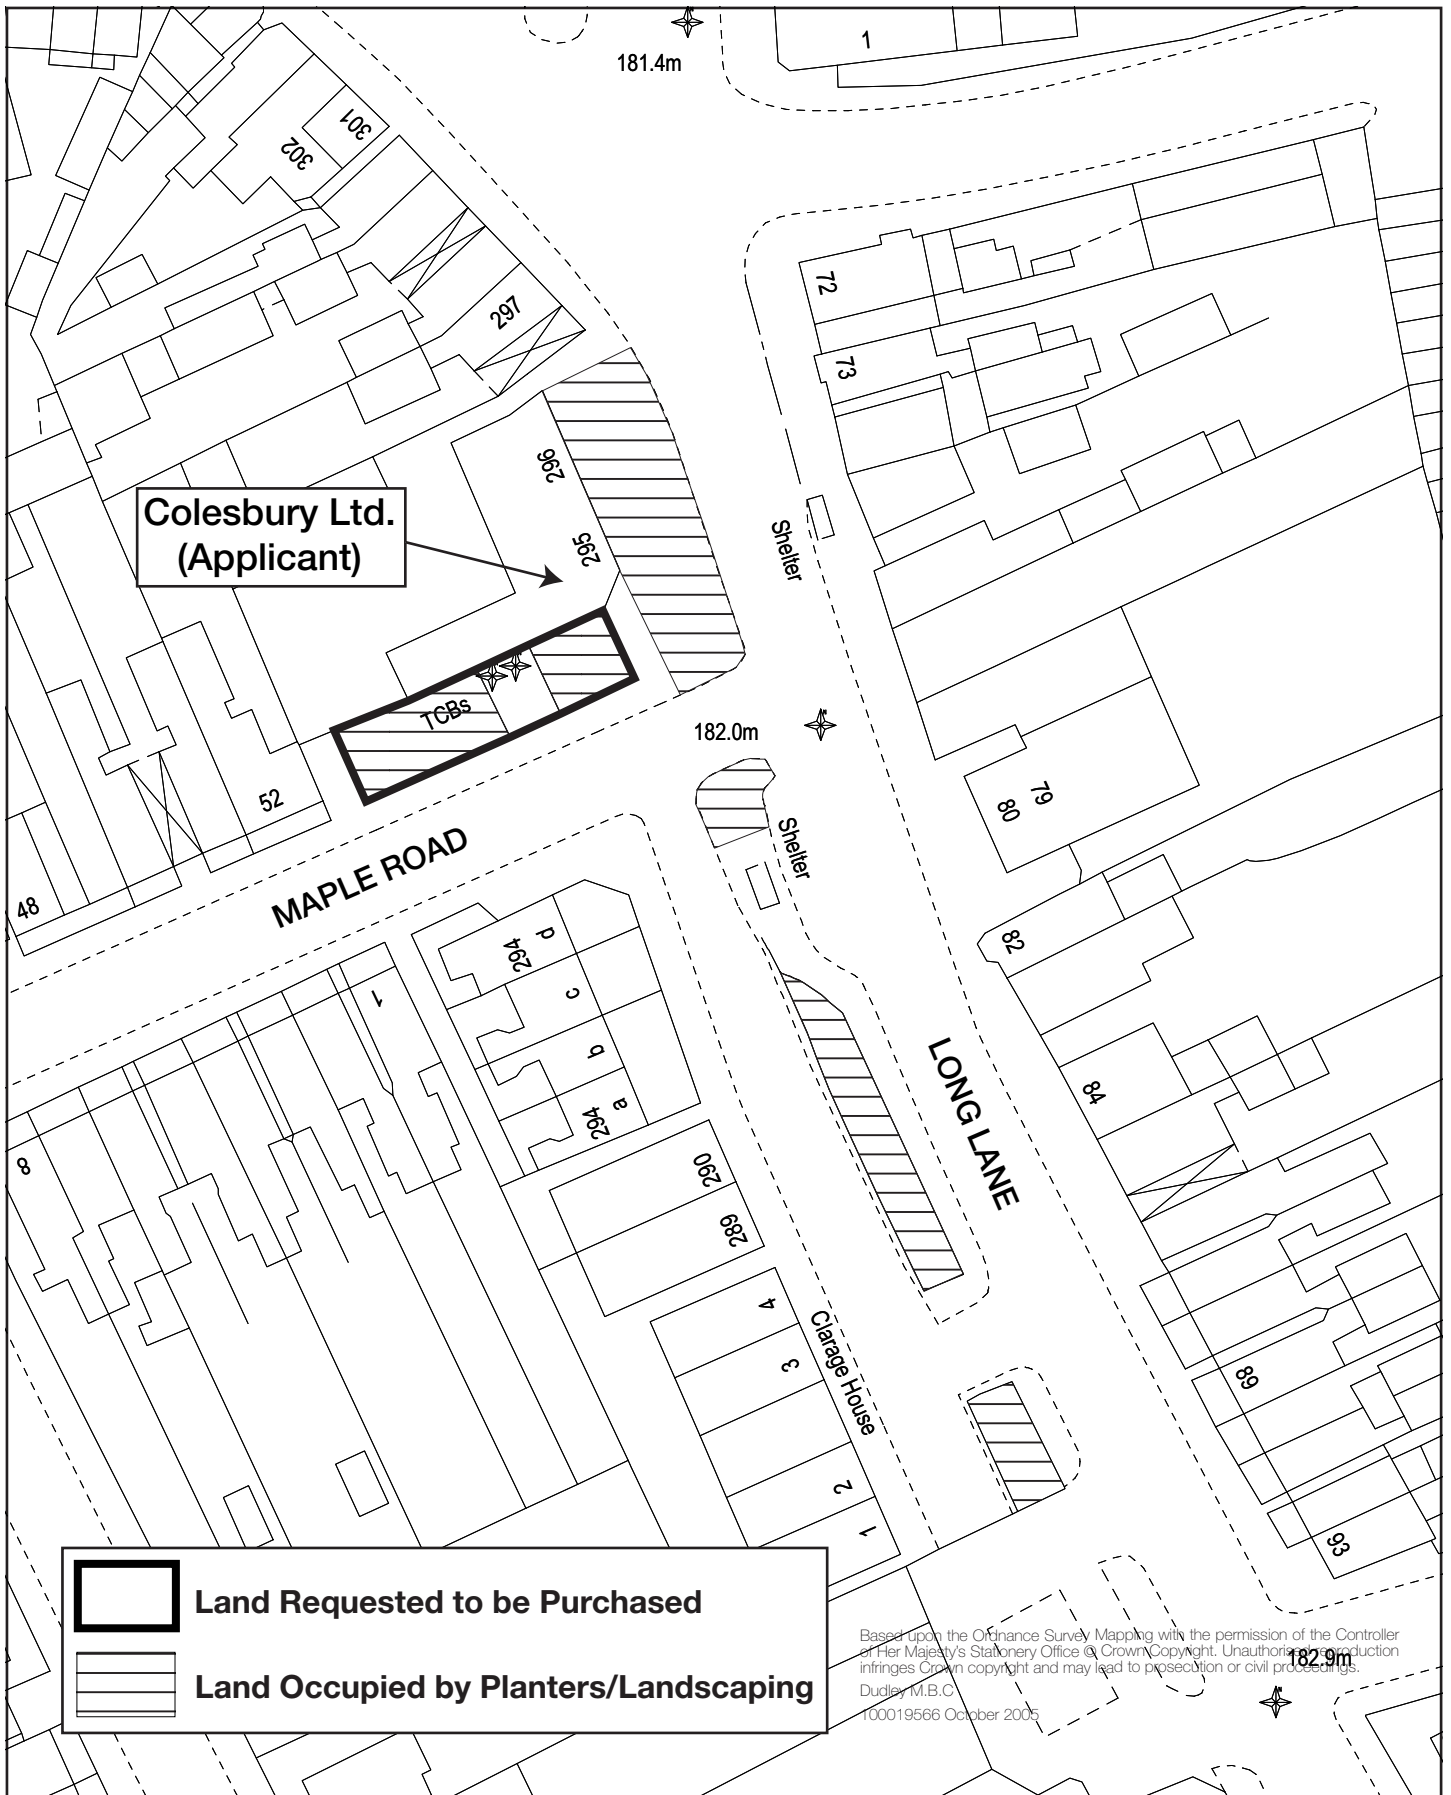 1
181.4m
301
302
72
297
73
296
Colesbury Ltd.
(Applicant)
295
Shelter
TCBs
182.0m
52
79
80
Shelter
MAPLE ROAD
48
82
294
d
c
1
b
LONG LANE
84
a
294
8
290
289
4
Clarage House
3
89
2
1
93
Land Requested to be Purchased
Land Occupied by Planters/Landscaping
Based upon the Ordnance Survey Mapping with the permission of the Controller
of Her Majesty's Stationery Office © Crown Copyright. Unauthorised reproduction
infringes Crown copyright and may lead to prosecution or civil proceedings.
182.9m
Dudley M.B.C
100019566 October 2005